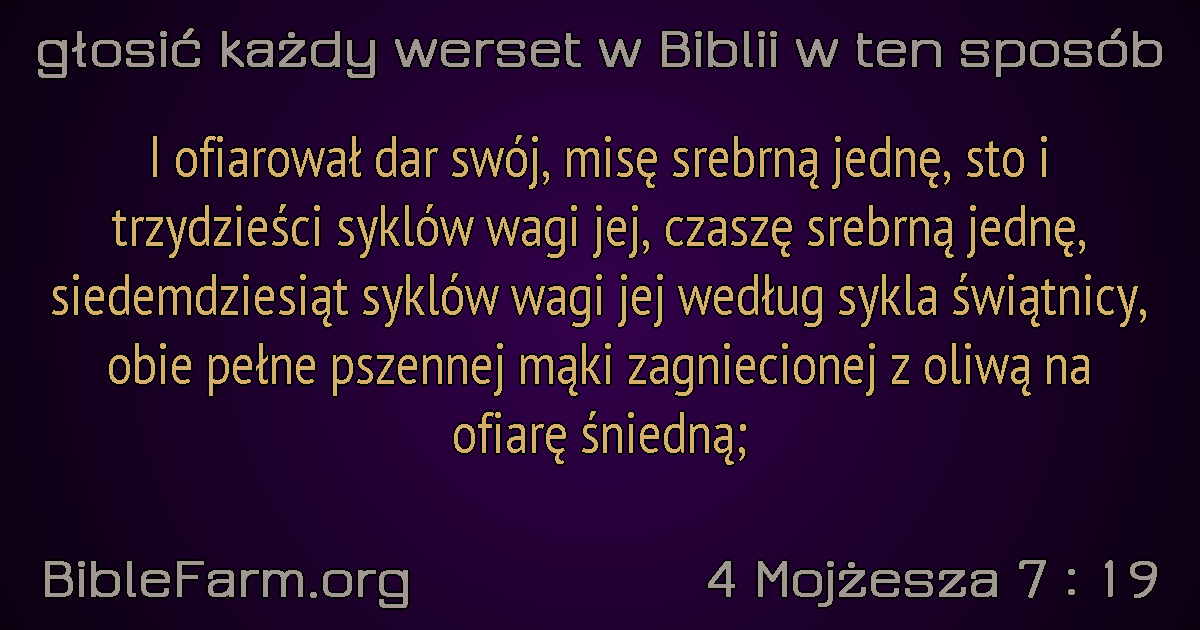 głosić każdy werset w Biblii w ten sposób
I ofiarował dar swój, misę srebrną jednę, sto i
trzydzieści syklów wagi jej, czaszę srebrną jednę,
siedemdziesiąt syklów wagi jej według sykla świątnicy,
obie pełne pszennej mąki zagniecionej z oliwą na
ofiarę śniedną;
BibleFarm.org
4 Mojżesza 7 : 19